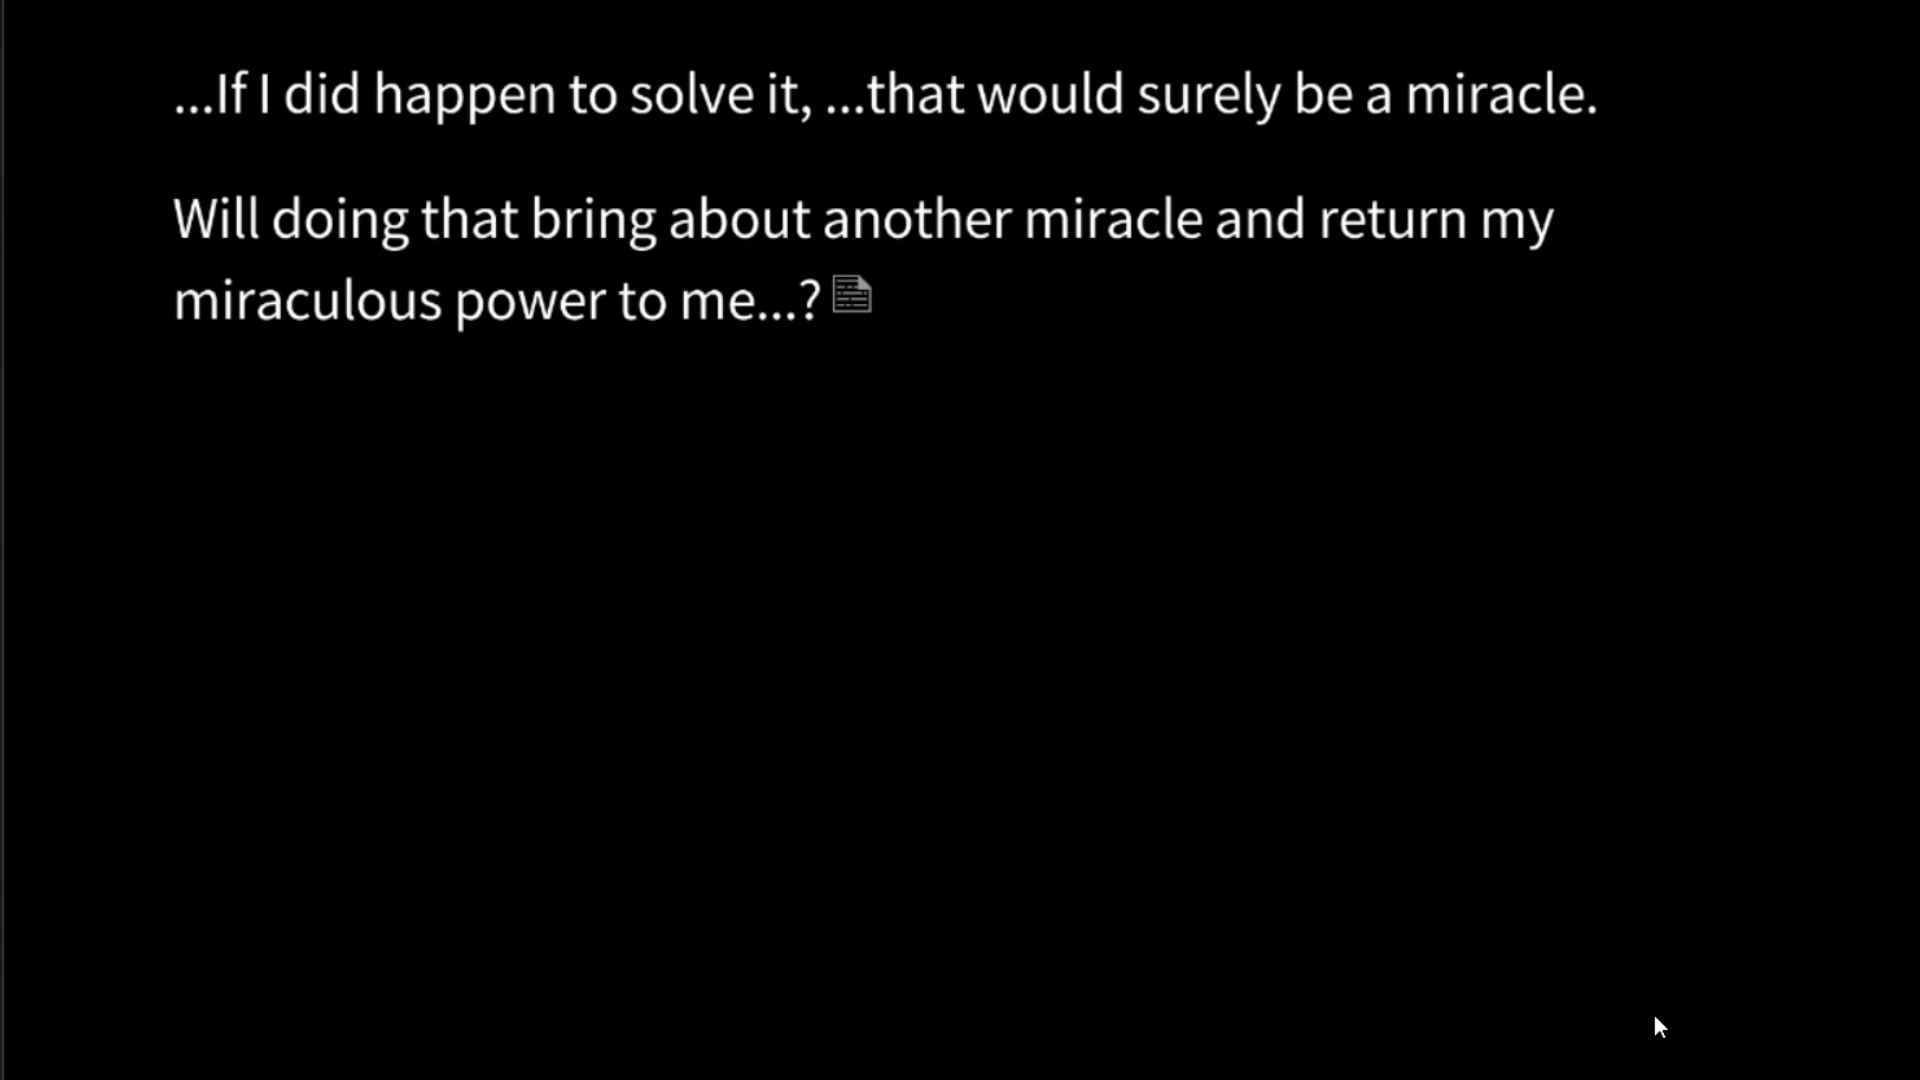 ...If I did happen to solve it, ...that would surely be a miracle.
Will doing that bring about another miracle and return my
miraculous power to me...?